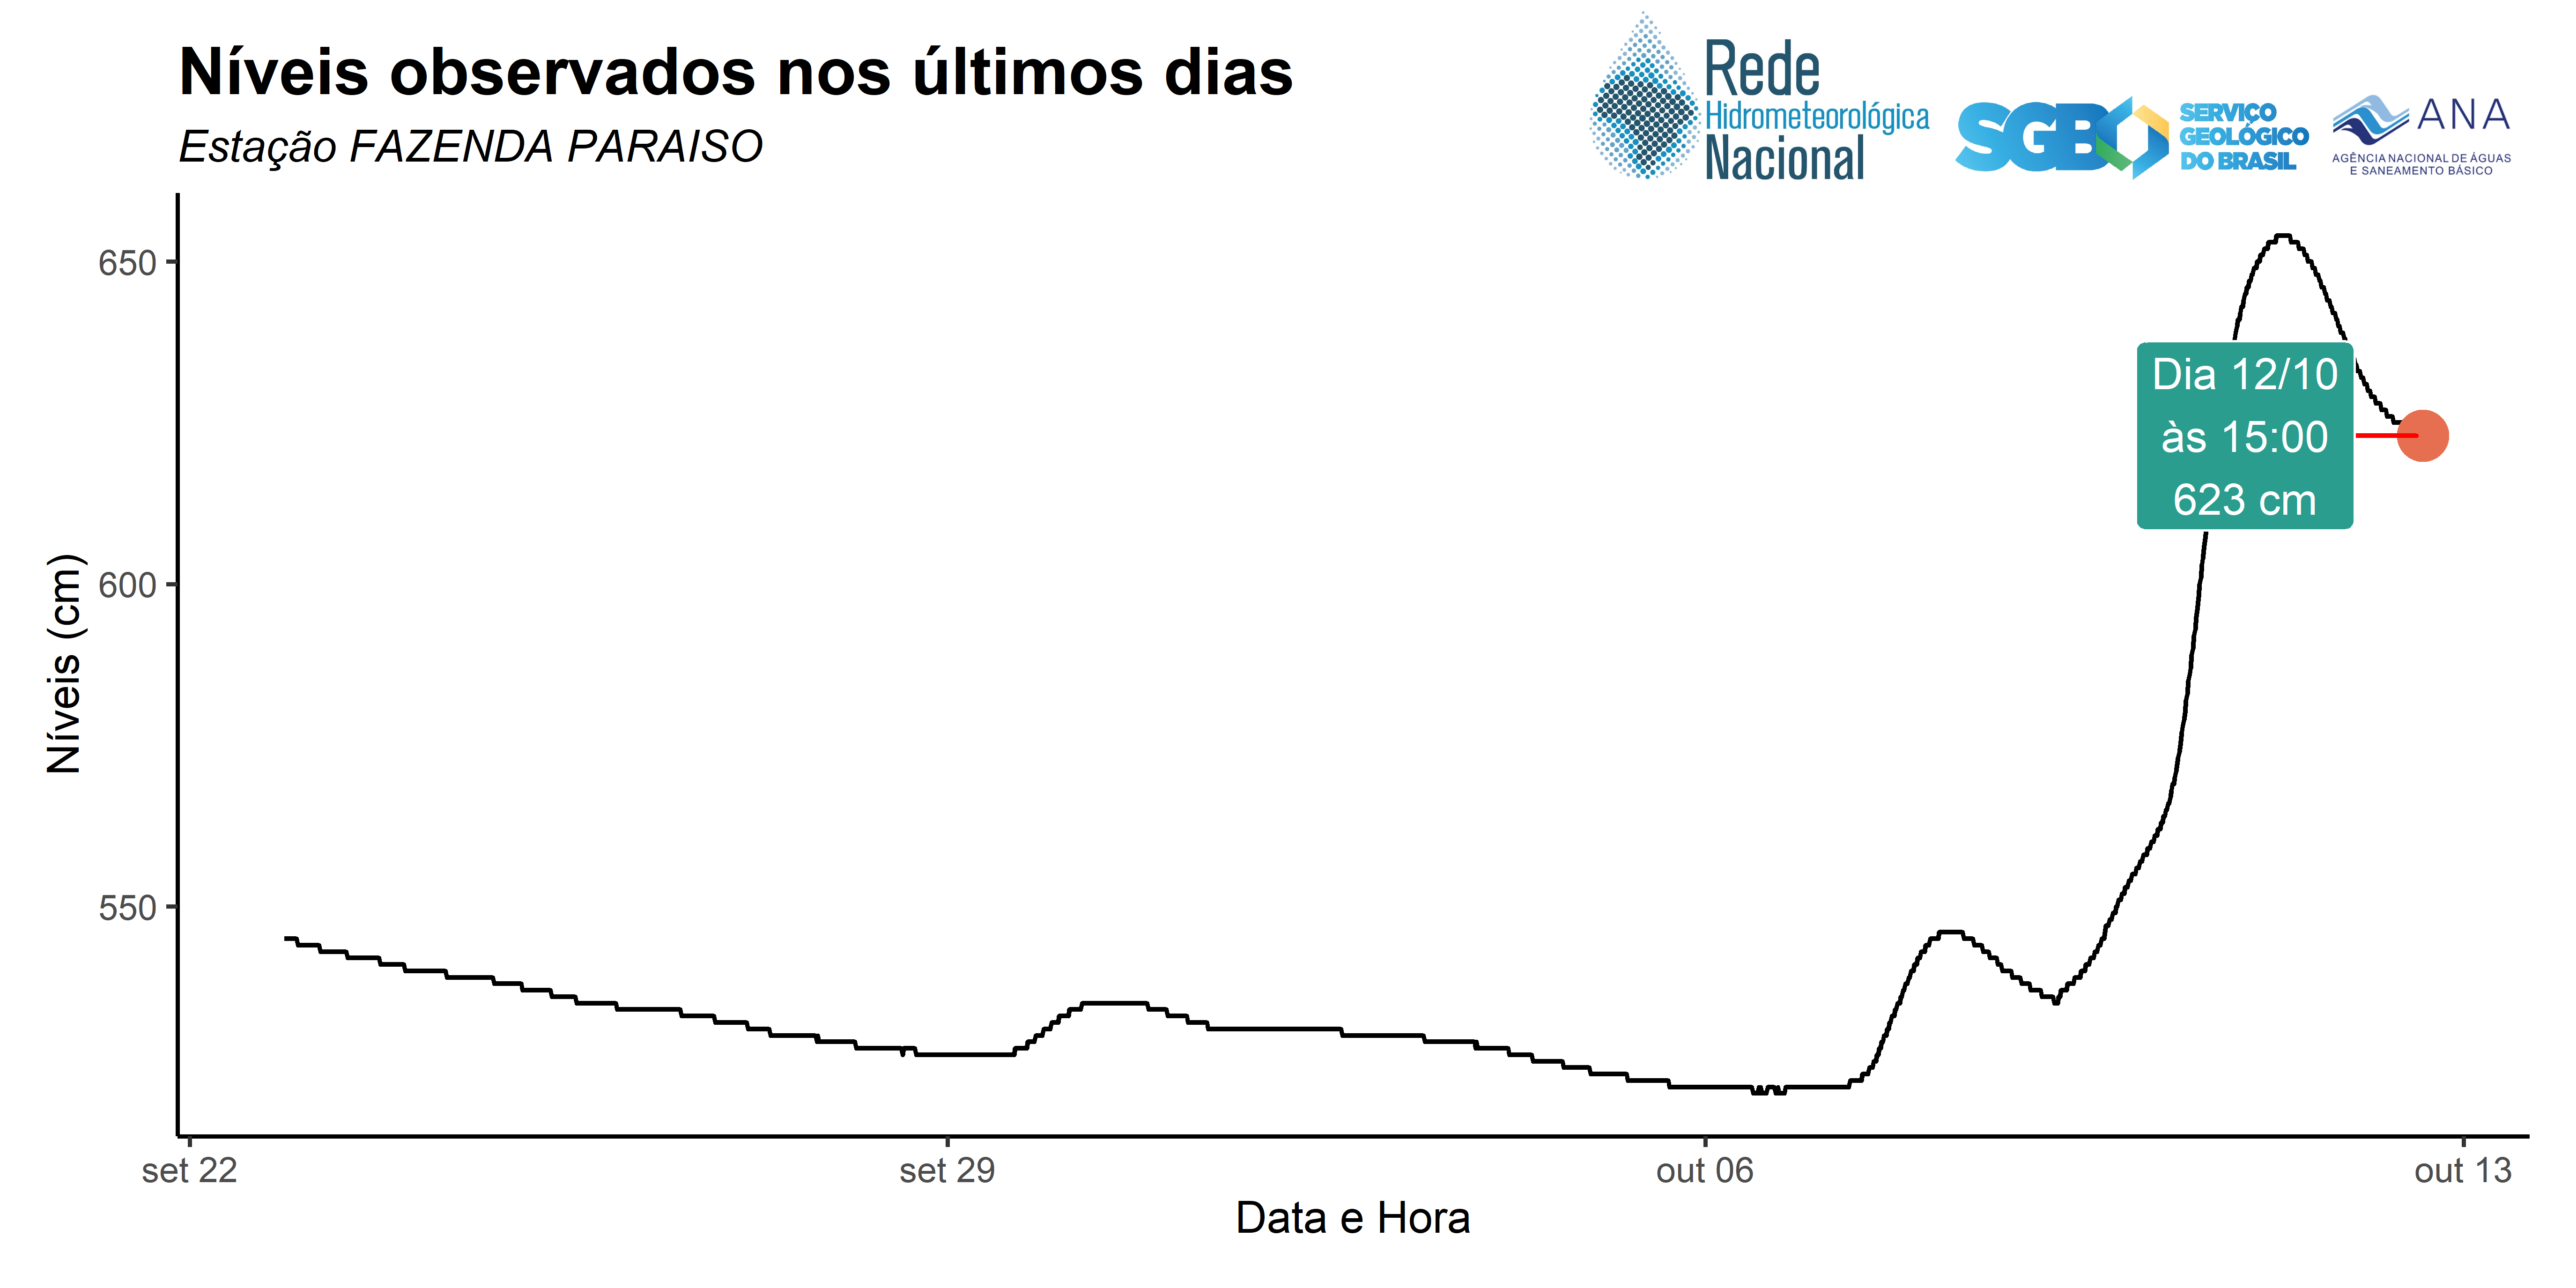 Níveis observados nos últimos dias
Estação FAZENDA PARAISO
Rede
Hidrometeorológica
Nacional
SGB
SERVIÇO
GEOLÓGICO
DO BRASIL
ANA
AGÊNCIA NACIONAL DE ÁGUAS
E SANEAMENTO BÁSICO
Níveis (cm)
650
600
550
Dia 12/10
às 15:00
623 cm
set 22
set 29
out 06
out 13
Data e Hora